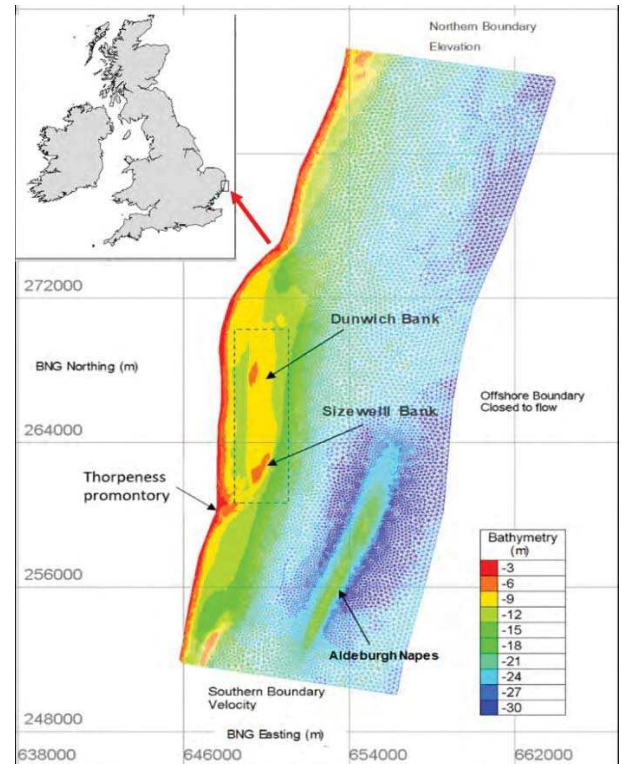 Northern Boundary
Elevation
272000
Dunwich Bank
BNG Northing (m)
Offshore Boundary
Closed to flow
Sizewell Bank
264000
Thorpeness
promontory
Bathymetry
(m)
-3
-6
-9
-12
-15
-18
-21
-24
-27
-30
256000
Aldeburgh Napes
Southern Boundary
Velocity
248000
BNG Easting (m)
638000
646000
654000
662000